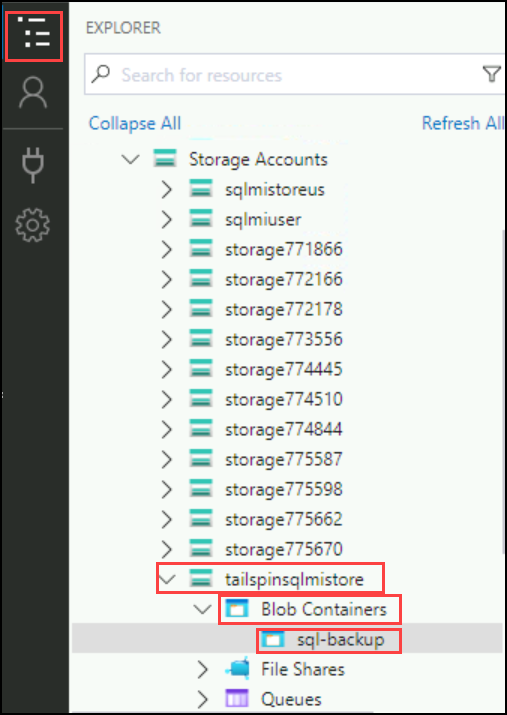 EXPLORER
Search for resources
Collapse All Refresh All
Storage Accounts
sqlmistoreus
sqlmiuser
storage771866
storage772166
storage772178
storage773556
storage774445
storage774510
storage774844
storage775587
storage775598
storage775662
storage775670
tailspinsqlmistore
Blob Containers
sql-backup
File Shares
Queues